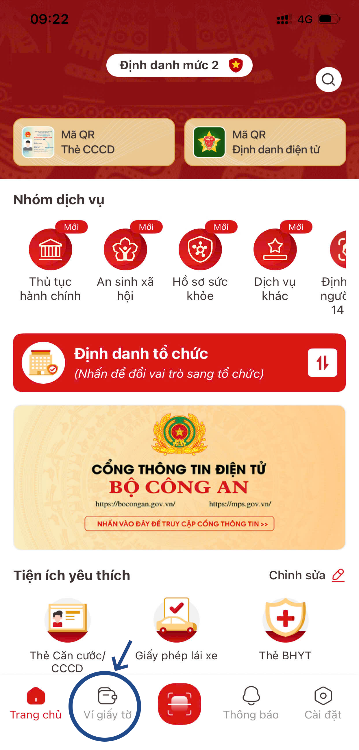 09:22
4G
Định danh mức 2
Mã QR
Thẻ CCCD
Mã QR
Định danh điện tử
Nhóm dịch vụ
Mới
Mới
Mới
Mới
Thủ tục
hành chính
An sinh xã
hội
Hồ sơ sức
khỏe
Dịch vụ
khác
Định
ngườ
14
Định danh tổ chức
(Nhấn để đổi vai trò sang tổ chức)
CỔNG THÔNG TIN ĐIỆN TỬ
BỘ CÔNG AN
https://bocongan.gov.vn/ https://mps.gov.vn/
NHẤN VÀO ĐÂY ĐỂ TRUY CẬP CỔNG THÔNG TIN >>
Tiện ích yêu thích
Chỉnh sửa
Thẻ Căn cước/
CCCD
Giấy phép lái xe
Thẻ BHYT
Trang chủ
Ví giấy tờ
Thông báo
Cài đặt